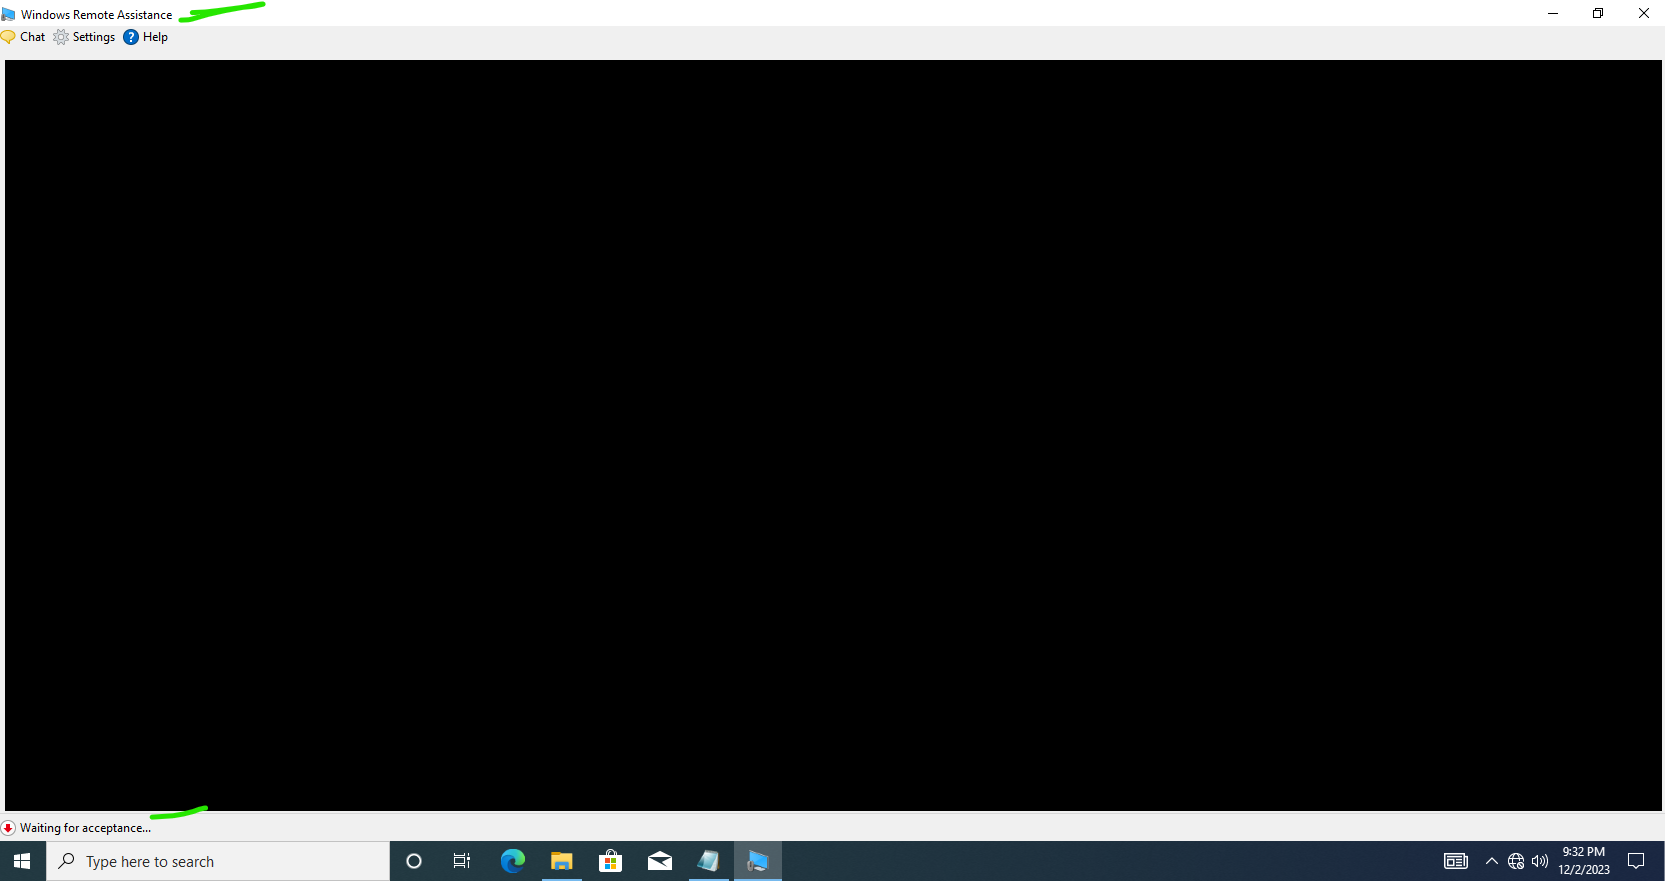 Windows Remote Assistance
Chat Settings ? Help
Waiting for acceptance...
Type here to search
9:32 PM
12/2/2023